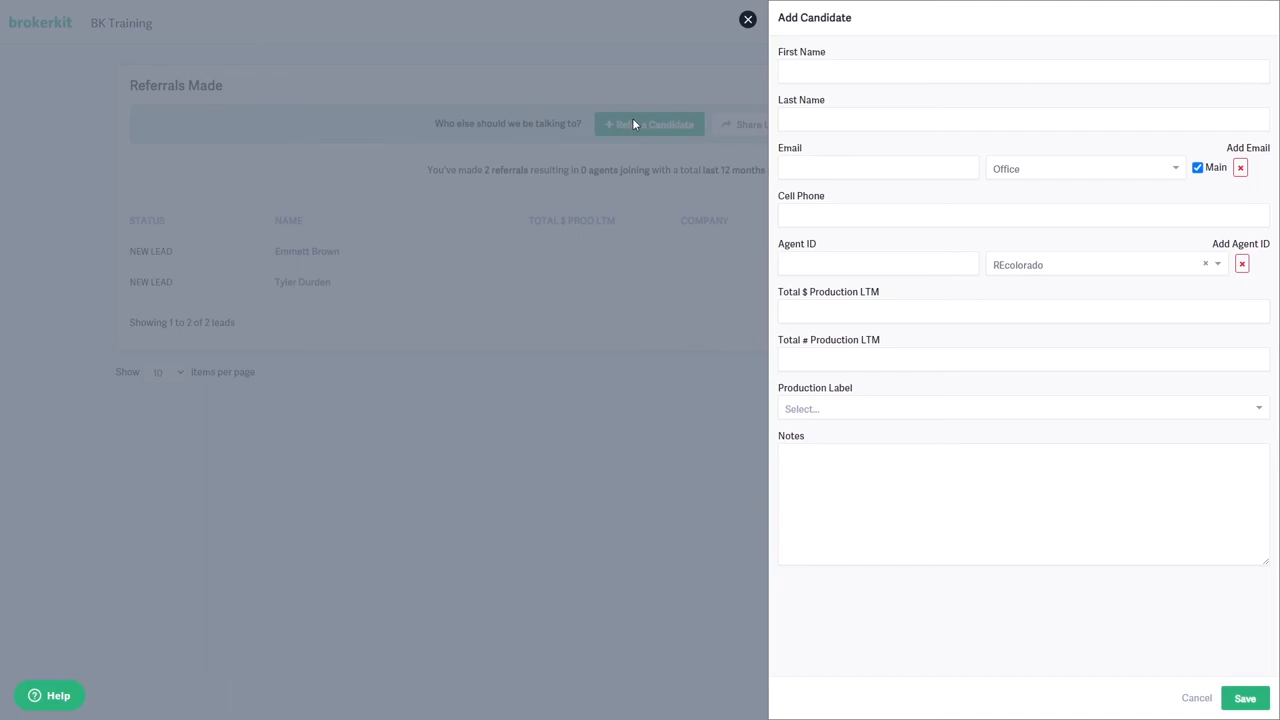 brokerkit BK Training
Referrals Made
Who else should we be talking to? + Refer a Candidate Share
You've made 2 referrals resulting in 0 agents joining with a total last 12 months
STATUS NAME TOTAL $ PROD LTM COMPANY
NEW LEAD Emmett Brown
NEW LEAD Tyler Durden
Showing 1 to 2 of 2 leads
Show 10 items per page
Help
Add Candidate
First Name
Last Name
Email Add Email
Office Main
Cell Phone
Agent ID Add Agent ID
REcolorado
Total $ Production LTM
Total # Production LTM
Production Label
Select...
Notes
Cancel Save